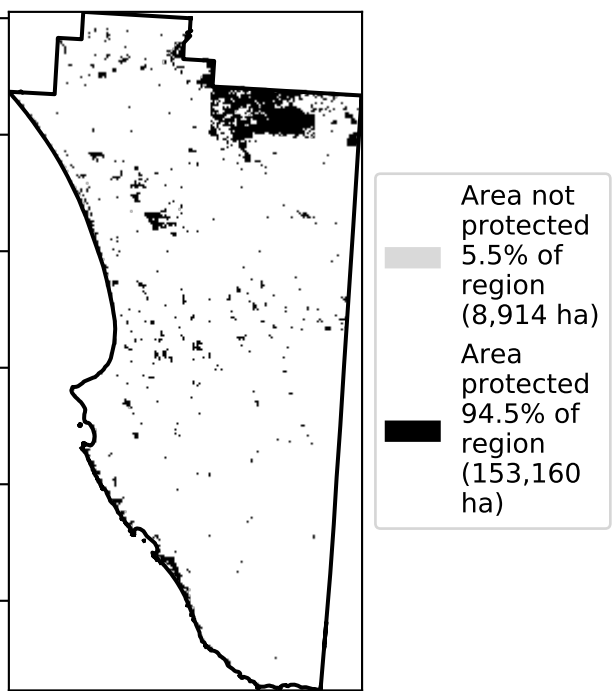 Area not
protected
5.5% of
region
(8,914 ha)
Area
protected
94.5% of
region
(153,160
ha)